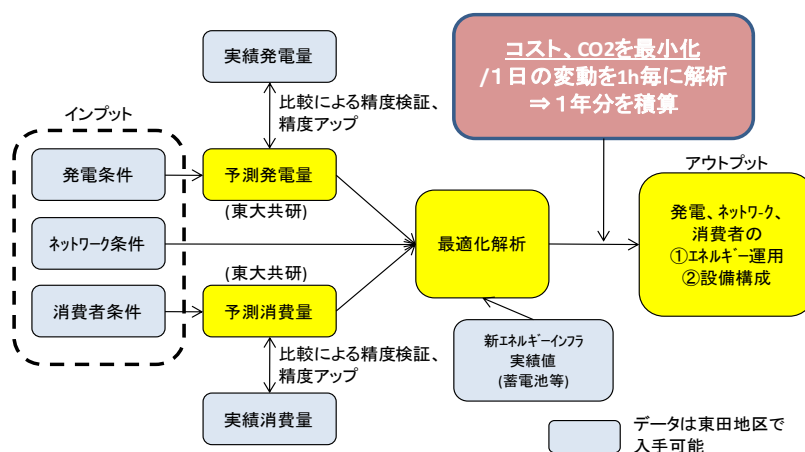 実績発電量
コスト、CO2を最小化
/１日の変動を1h毎に解析
⇒１年分を積算
インプット
比較による精度検証、
精度アップ
発電条件
予測発電量
(東大共研)
アウトプット
ネットワーク条件
最適化解析
発電、ネットワーク、
消費者の
①エネルギー運用
②設備構成
(東大共研)
消費者条件
予測消費量
比較による精度検証、
精度アップ
新エネルギーインフラ
実績値
(蓄電池等)
実績消費量
データは東田地区で
入手可能